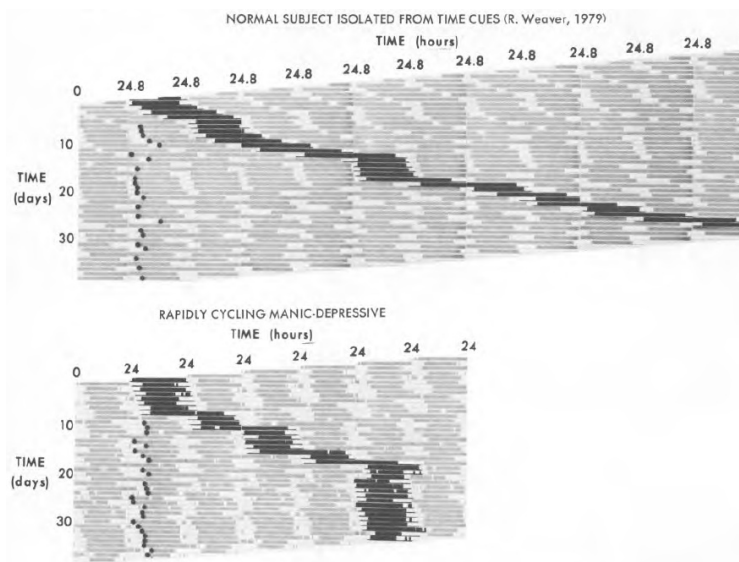 NORMAL SUBJECT ISOLATED FROM TIME CUES (R. Weaver, 1979)
TIME (hours)
0 24.8 24.8 24.8 24.8 24.8 24.8 24.8 24.8 24.8 24.8 24.8
10
TIME
(days)
20
30
RAPIDLY CYCLING MANIC-DEPRESSIVE
TIME (hours)
0 24 24 24 24 24 24 24
10
TIME
(days)
20
30